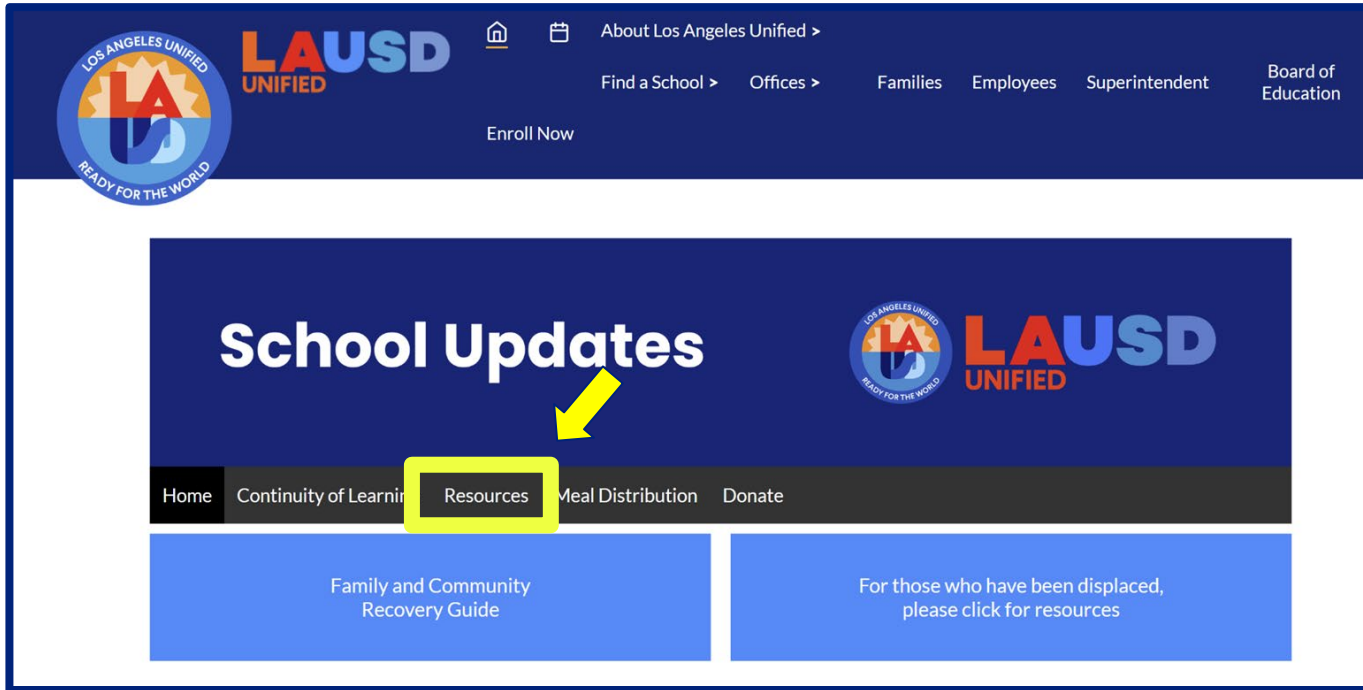 LOS ANGELES UNIFIED
READY FOR THE WORLD
LAUSD
UNIFIED
About Los Angeles Unified >
Find a School > Offices > Families Employees Superintendent Board of
Education
Enroll Now
School Updates
LOS ANGELES UNIFIED
READY FOR THE WORLD
LAUSD
UNIFIED
Home Continuity of Learnin Resources Meal Distribution Donate
Family and Community
Recovery Guide
For those who have been displaced,
please click for resources